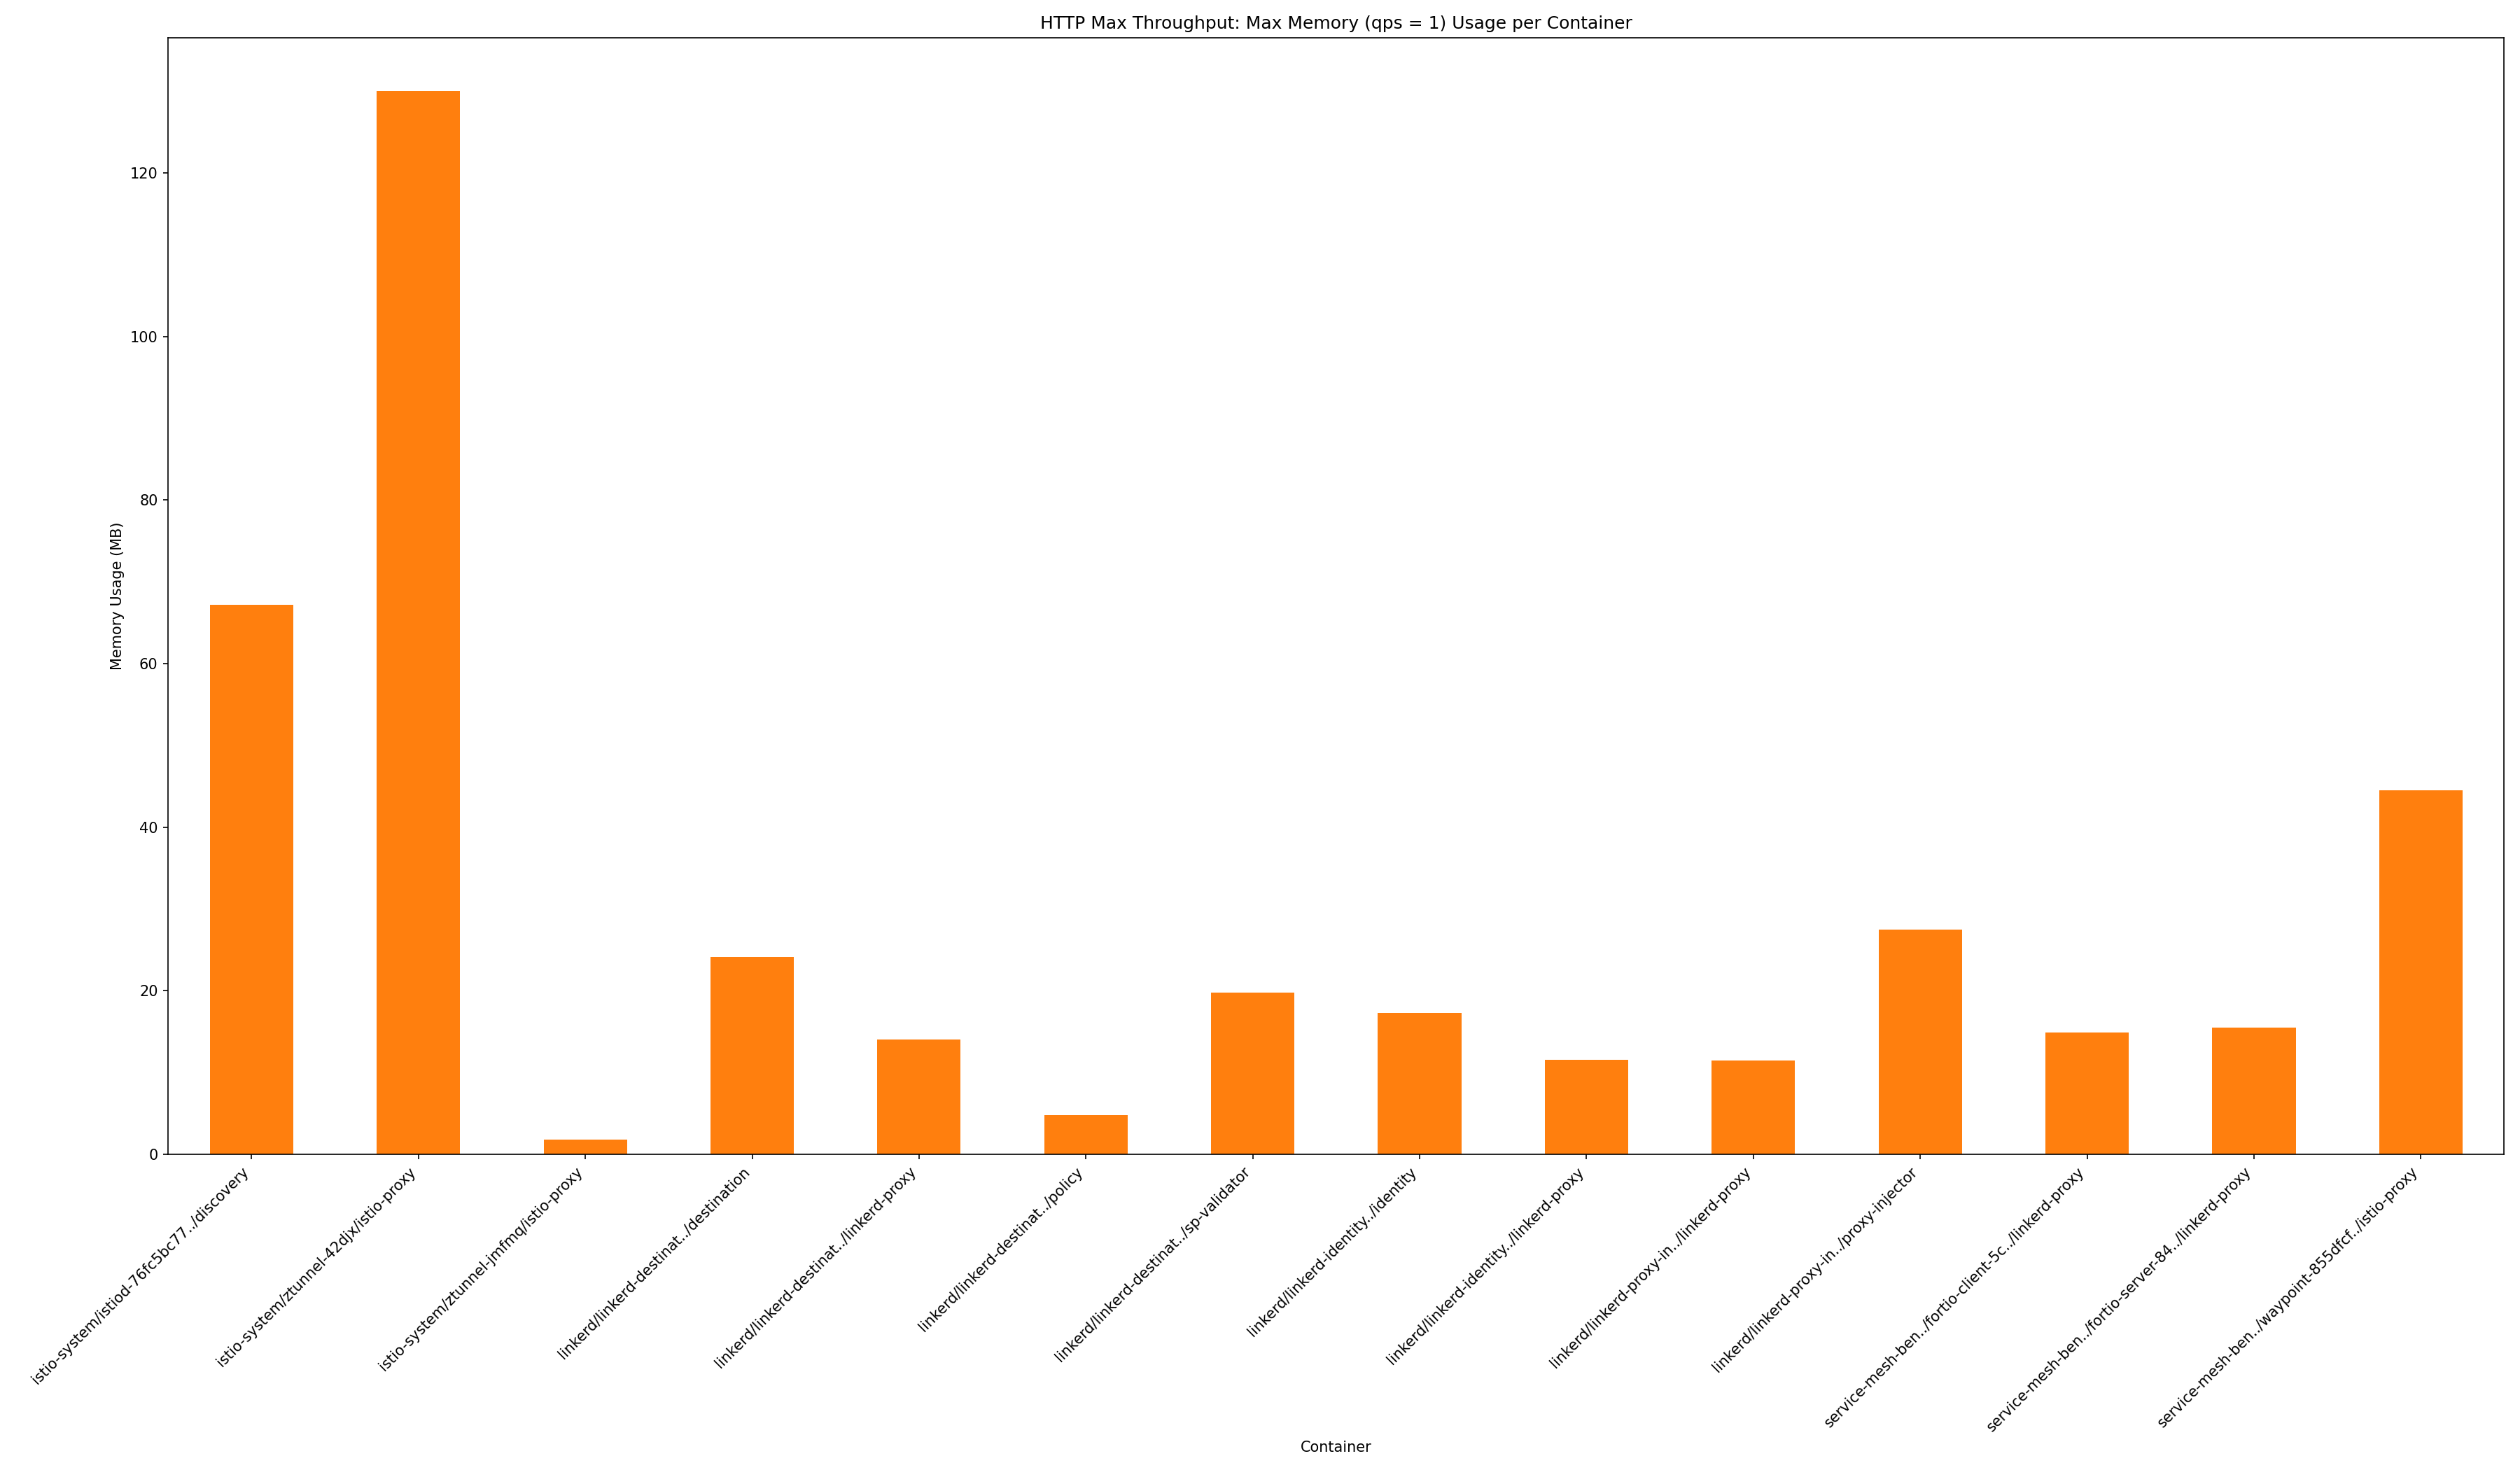 HTTP Max Throughput: Max Memory (qps = 1) Usage per Container
Memory Usage (MB)
120
100
80
60
40
20
0
istio-system/istiod-76fc5bc77../discovery
istio-system/ztunnel-42djx/istio-proxy
istio-system/ztunnel-jmfmq/istio-proxy
linkerd/linkerd-destinat../destination
linkerd/linkerd-destinat../linkerd-proxy
linkerd/linkerd-destinat../policy
linkerd/linkerd-destinat../sp-validator
linkerd/linkerd-identity../identity
linkerd/linkerd-identity../linkerd-proxy
linkerd/linkerd-proxy-in../linkerd-proxy
linkerd/linkerd-proxy-in../proxy-injector
service-mesh-ben../fortio-client-5c../linkerd-proxy
service-mesh-ben../fortio-server-84../linkerd-proxy
service-mesh-ben../waypoint-855dfcf../istio-proxy
Container